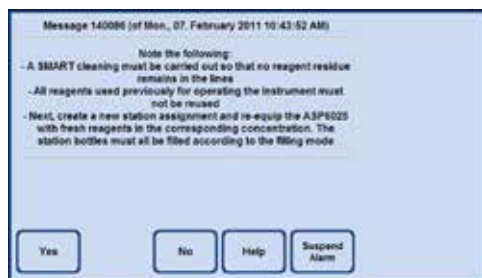 Message 140086 (of Mon., 07. February 2011 10:43:52 AM)
Note the following:
- A SMART cleaning must be carried out so that no reagent residue
remains in the lines
- All reagents used previously for operating the instrument must
not be reused
- Next, create a new station assignment and re-equip the ASP6025
with fresh reagents in the corresponding concentration. The
station bottles must all be filled according to the filling mode
Yes
No
Help
Suspend
Alarm